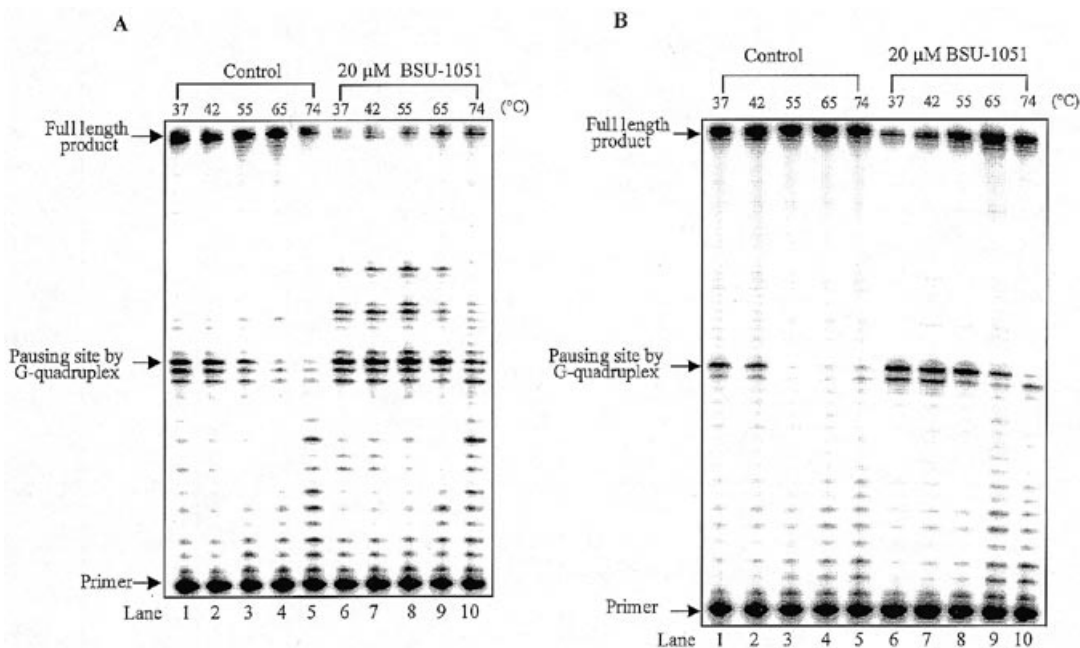 A
Control
20 µM BSU-1051
37 42 55 65 74 37 42 55 65 74 (°C)
Full length
product
Pausing site by
G-quadruplex
Primer
Lane 1 2 3 4 5 6 7 8 9 10
B
Control
20 µM BSU-1051
37 42 55 65 74 37 42 55 65 74 (°C)
Full length
product
Pausing site by
G-quadruplex
Primer
Lane 1 2 3 4 5 6 7 8 9 10